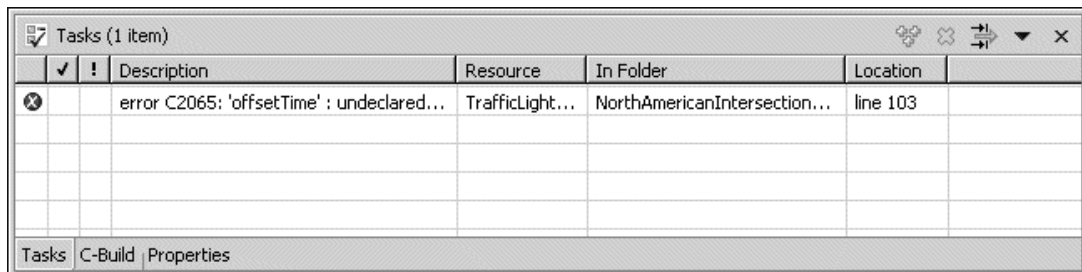 Tasks (1 item)
! Description Resource In Folder Location
error C2065: 'offsetTime' : undeclared... TrafficLight... NorthAmericanIntersection... line 103
Tasks C-Build Properties